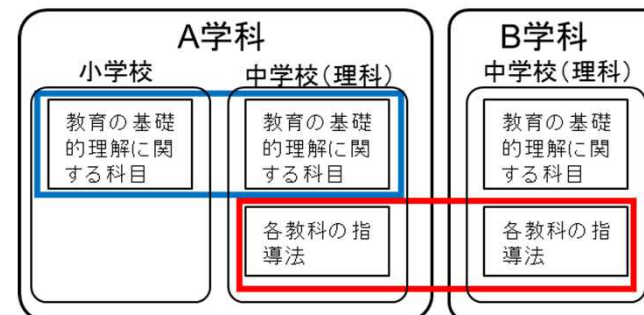 A学科
B学科
小学校
中学校(理科)
中学校(理科)
教育の基礎
的理解に関
する科目
教育の基礎
的理解に関
する科目
教育の基礎
的理解に関
する科目
各教科の指
導法
各教科の指
導法